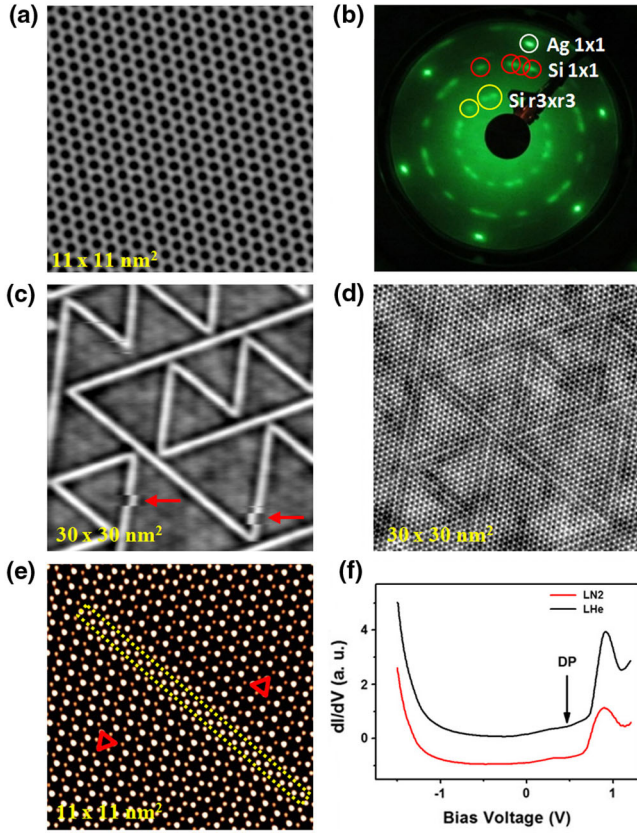 (a)
11 x 11 nm²
(b)
Ag 1x1
Si 1x1
Si r3xr3
(c)
30 x 30 nm²
(d)
30 x 30 nm²
(e)
11 x 11 nm²
(f)
LN2
LHe
DP
dI/dV (a. u.)
4
2
0
-1
0
1
Bias Voltage (V)